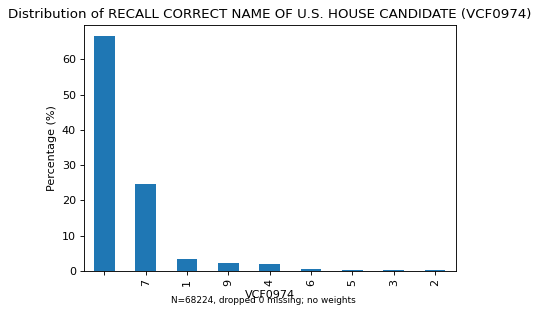 Distribution of RECALL CORRECT NAME OF U.S. HOUSE CANDIDATE (VCF0974)
Percentage (%)
60
50
40
30
20
10
0
7 1 9 4 6 5 3 2
VCF0974
N=68224, dropped 0 missing; no weights